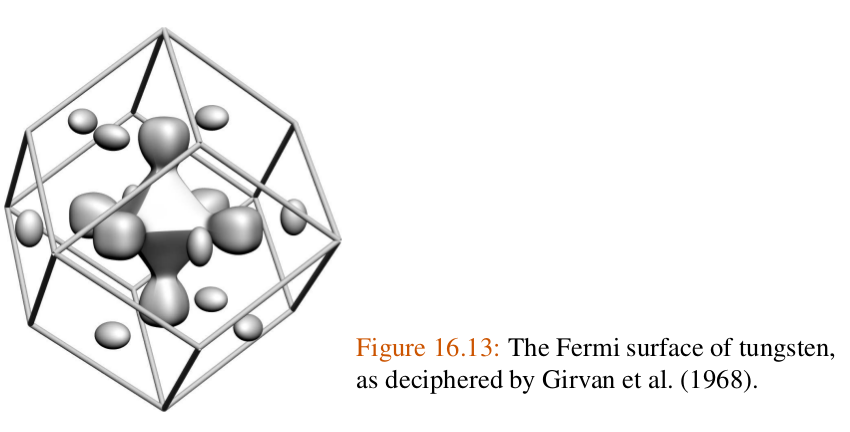 Figure 16.13: The Fermi surface of tungsten,
as deciphered by Girvan et al. (1968).